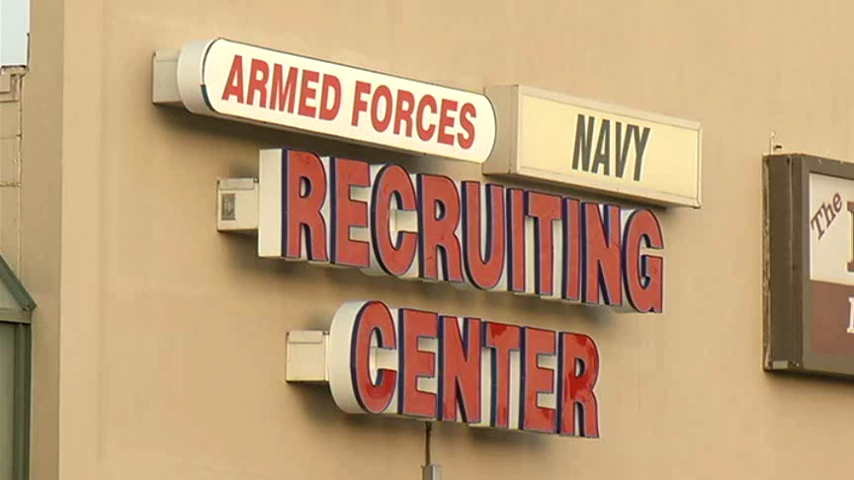 ARMED FORCES
NAVY
RECRUITING
CENTER
The